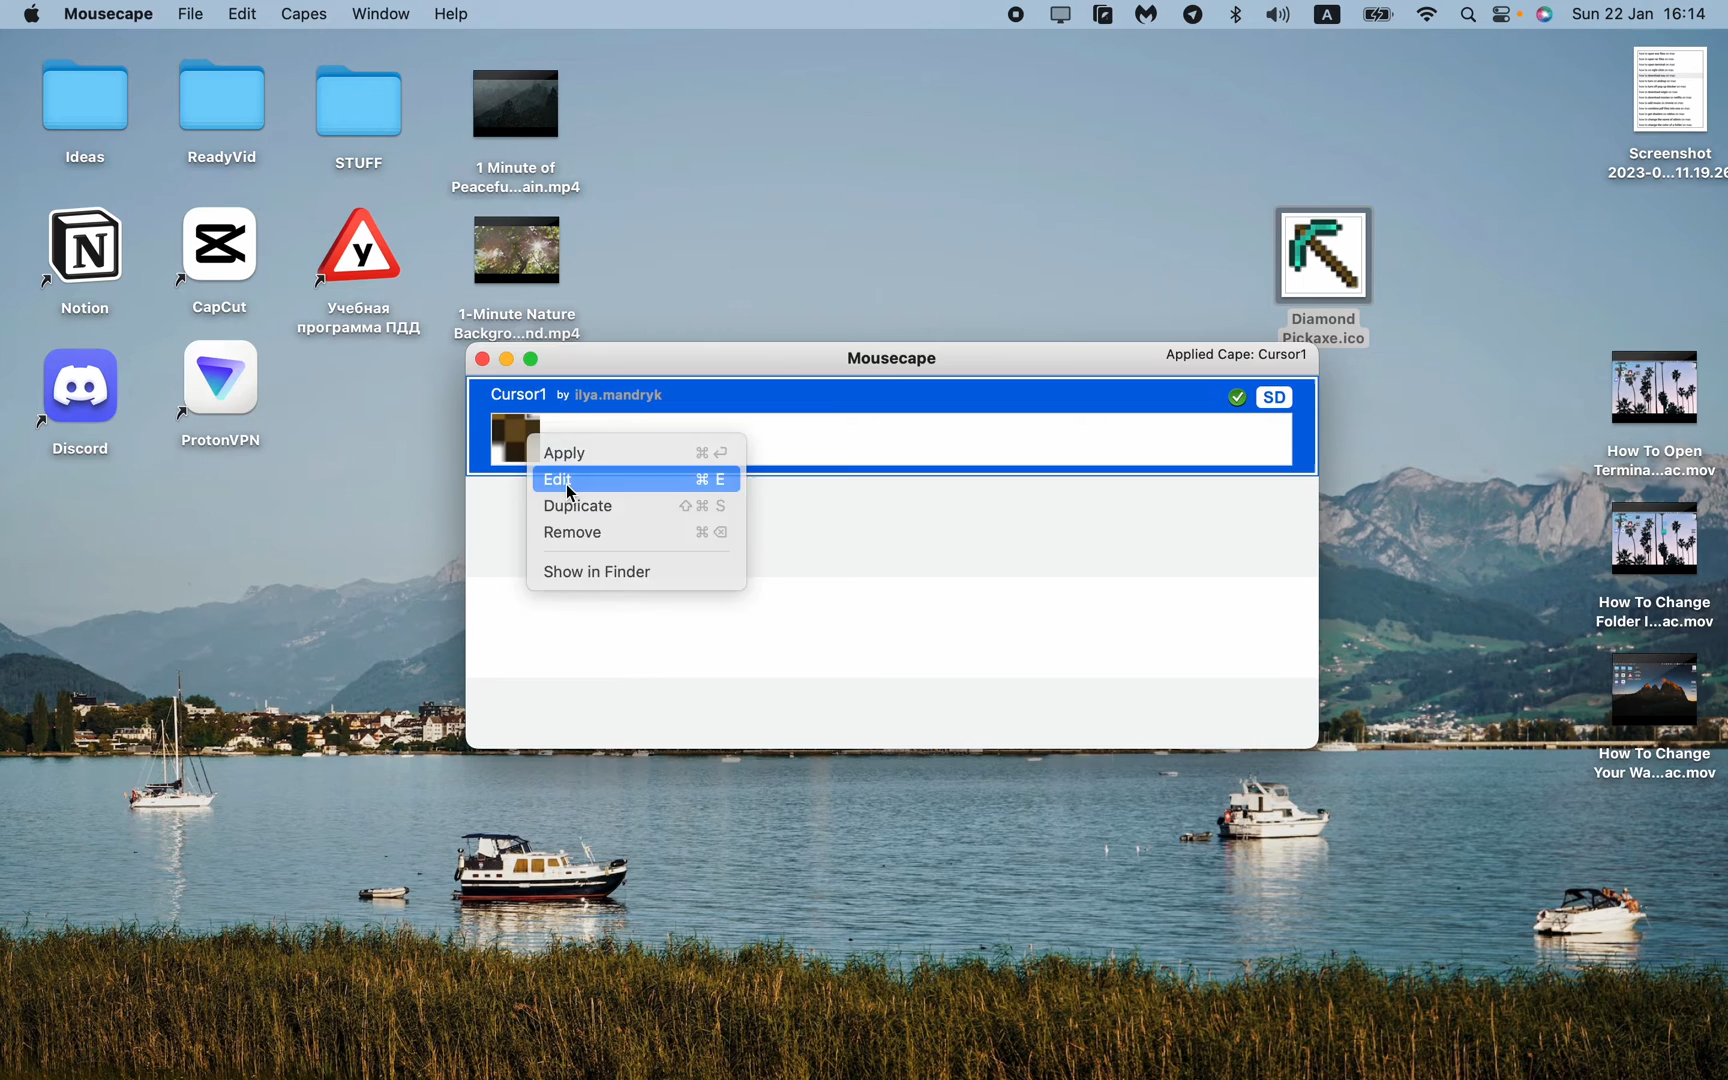 Mousecape File Edit Capes Window Help A Sun 22 Jan 16:14
Ideas
ReadyVid
STUFF
1 Minute of
Peacefu...ain.mp4
Screenshot
2023-0...11.19.26
Notion
CapCut
у
Учебная
программа ПДД
1-Minute Nature
Backgro...nd.mp4
Diamond
Pickaxe.ico
Discord
ProtonVPN
Mousecape
Applied Cape: Cursor1
Cursor1 by ilya.mandryk
SD
Apply ⌘ ↩
Edit ⌘ E
Duplicate ⇧ ⌘ S
Remove ⌘ ⌫
Show in Finder
How To Open
Termina...ac.mov
How To Change
Folder I...ac.mov
How To Change
Your Wa...ac.mov